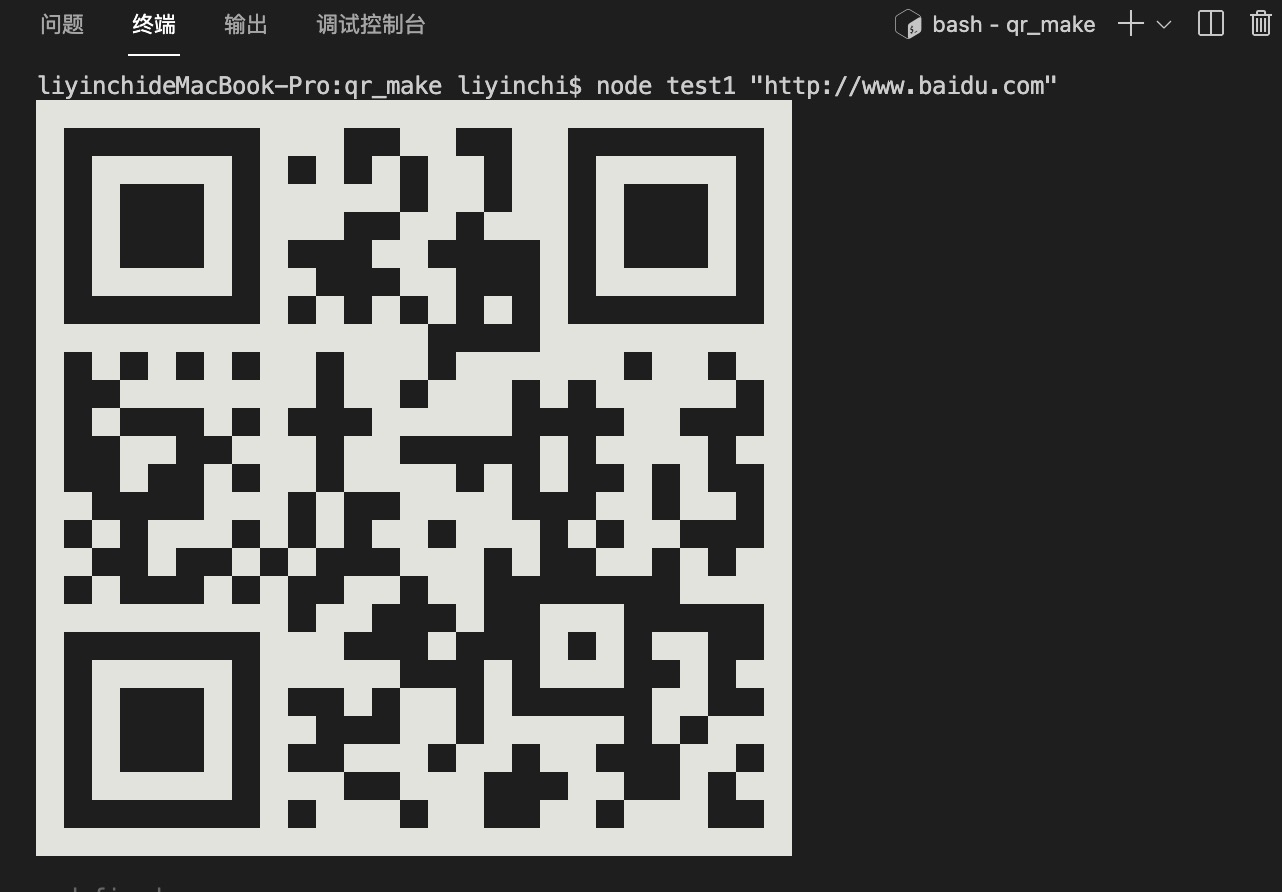 问题 终端 输出 调试控制台 bash - qr_make
liyinchideMacBook-Pro:qr_make liyinchi$ node test1 "http://www.baidu.com"